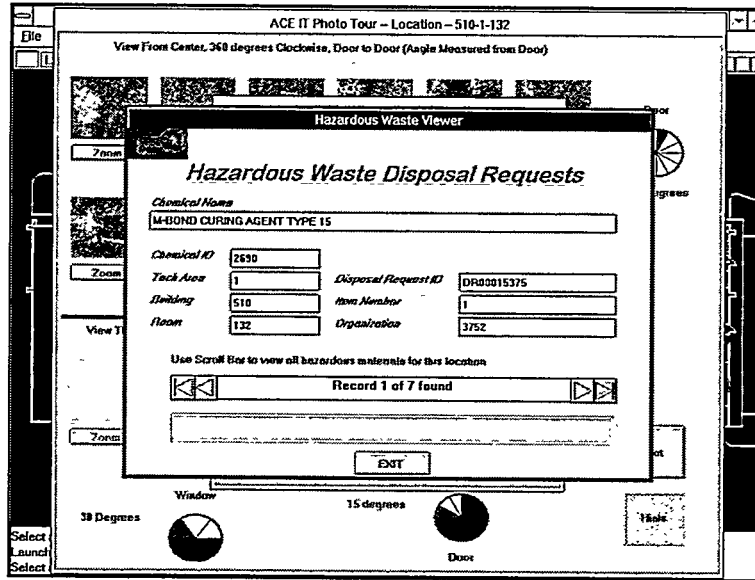 ACE IT Photo Tour – Location – 510-1-132
File
View From Center, 360 degrees Clockwise, Door to Door (Angle Measured from Door)
Hazardous Waste Viewer
Zoom
Hazardous Waste Disposal Requests
Chemical Name
M-BOND CURING AGENT TYPE 15
Chemical ID 2690
Zoom
Tech Area 1 Disposal Request ID DR00015375
Building 510 Item Number 1
Room 132 Organization 3752
Use Scroll Bar to view all hazardous materials for this location
Record 1 of 7 found
Zoom
EXIT
Window
38 Degrees
15 degrees
Door
Select
Launch
Select